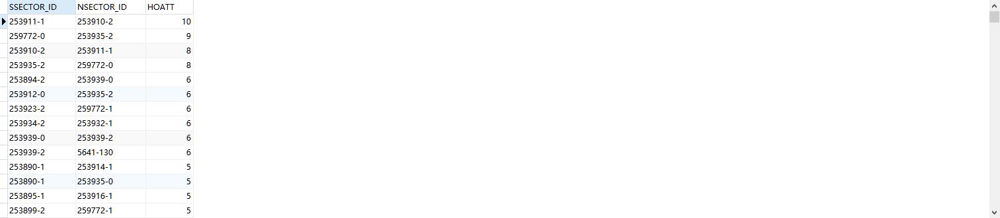 SSECTOR_ID NSECTOR_ID HOATT
253911-1 253910-2 10
259772-0 253935-2 9
253910-2 253911-1 8
253935-2 259772-0 8
253894-2 253939-0 6
253912-0 253935-2 6
253923-2 259772-1 6
253934-2 253932-1 6
253939-0 253939-2 6
253939-2 5641-130 6
253890-1 253914-1 5
253890-1 253935-0 5
253895-1 253916-1 5
253899-2 259772-1 5